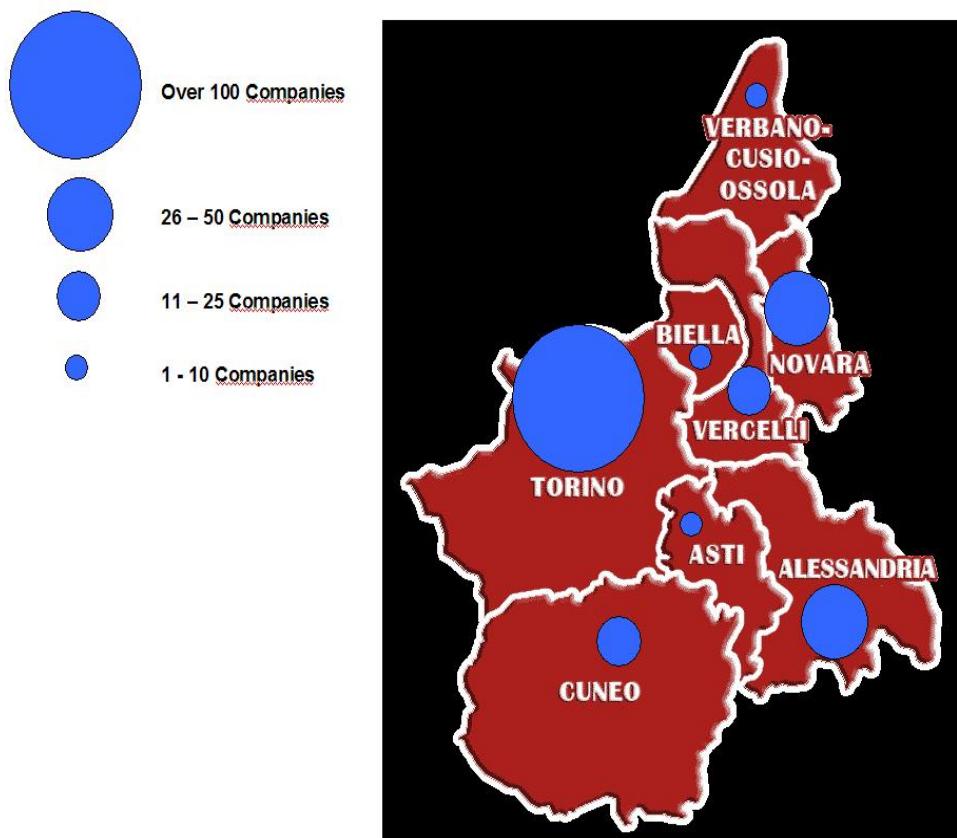 Over 100 Companies
26 – 50 Companies
11 – 25 Companies
1 - 10 Companies
VERBANO-
CUSIO-
OSSOLA
BIELLA
NOVARA
VERCELLI
TORINO
ASTI
ALESSANDRIA
CUNEO